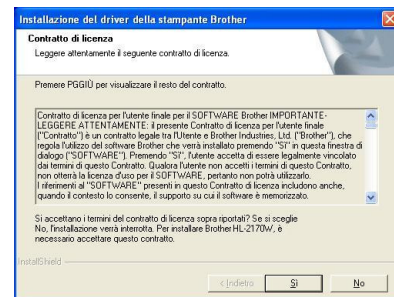 Installazione del driver della stampante Brother
Contratto di licenza
Leggere attentamente il seguente contratto di licenza.
Premere PGGIÙ per visualizzare il resto del contratto.
Contratto di licenza per l'utente finale per il SOFTWARE Brother IMPORTANTE-
LEGGERE ATTENTAMENTE: il presente Contratto di licenza per l'utente finale
("Contratto") è un contratto legale tra l'Utente e Brother Industries, Ltd. ("Brother"), che
regola l'utilizzo del software Brother che verrà installato premendo "Sì" in questa finestra di
dialogo ("SOFTWARE"). Premendo "Sì", l'utente accetta di essere legalmente vincolato
dai termini di questo Contratto. Qualora l'utente non accetti i termini di questo Contratto,
non otterrà la licenza d'uso per il SOFTWARE, pertanto non potrà utilizzarlo.
I riferimenti al "SOFTWARE" presenti in questo Contratto di licenza includono anche,
quando il contesto lo consente, il supporto su cui il software è memorizzato.
Si accettano i termini del contratto di licenza sopra riportati? Se si sceglie
No, l'installazione verrà interrotta. Per installare Brother HL-2170W, è
necessario accettare questo contratto.
InstallShield
< Indietro
Sì
No